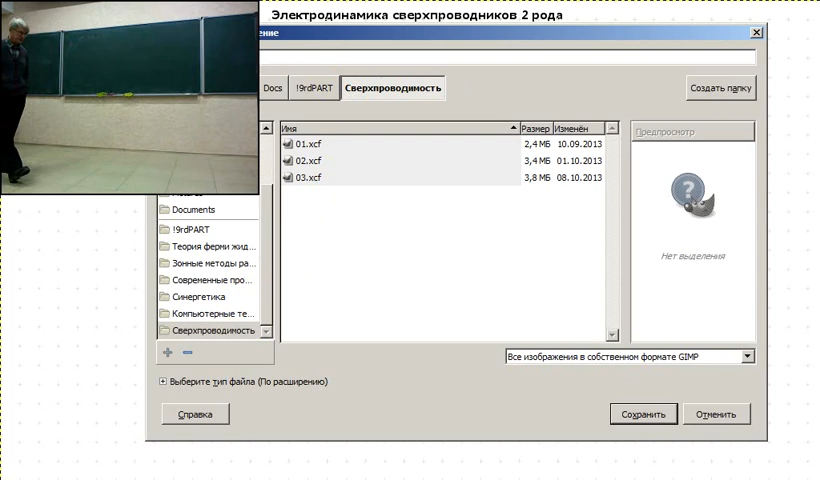 Электродинамика сверхпроводников 2 рода
ение
Docs
!9rdPART
Сверхпроводимость
Создать папку
Имя
Размер
Изменён
01.xcf
2,4 МБ
10.09.2013
02.xcf
3,4 МБ
01.10.2013
03.xcf
3,8 МБ
08.10.2013
Предпросмотр
Нет выделения
Documents
!9rdPART
Теория ферми жид...
Зонные методы ра...
Современные про...
Синергетика
Компьютерные те...
Сверхпроводимость
Все изображения в собственном формате GIMP
Выберите тип файла (По расширению)
Справка
Сохранить
Отменить